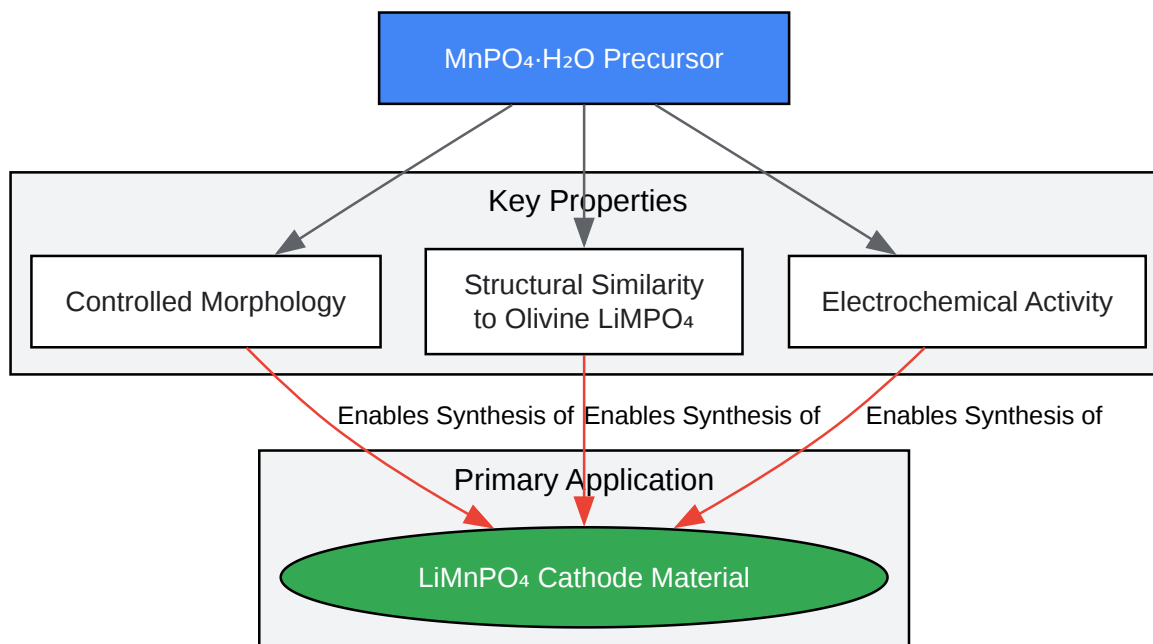 MnPO₄·H₂O Precursor
Key Properties
Controlled Morphology
Structural Similarity
to Olivine LiMPO₄
Electrochemical Activity
Enables Synthesis of
Enables Synthesis of
Enables Synthesis of
Primary Application
LiMnPO₄ Cathode Material